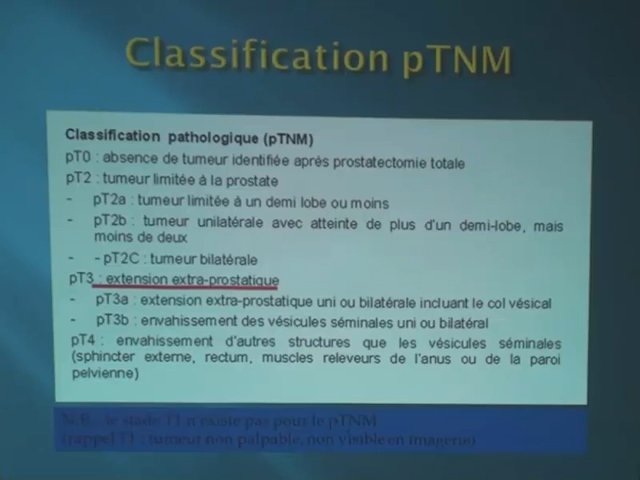 Classification pTNM
Classification pathologique (pTNM)
pT0 : absence de tumeur identifiée après prostatectomie totale
pT2 : tumeur limitée à la prostate
- pT2a : tumeur limitée à un demi lobe ou moins
- pT2b : tumeur unilatérale avec atteinte de plus d'un demi-lobe, mais
moins de deux
- - pT2C : tumeur bilatérale
pT3 : extension extra-prostatique
- pT3a : extension extra-prostatique uni ou bilatérale incluant le col vésical
- pT3b : envahissement des vésicules séminales uni ou bilatéral
pT4 : envahissement d'autres structures que les vésicules séminales
(sphincter externe, rectum, muscles releveurs de l'anus ou de la paroi
pelvienne)
N.B : le stade T1 n'existe pas pour le pTNM
(rappel T1 : tumeur non palpable, non visible en imagerie)